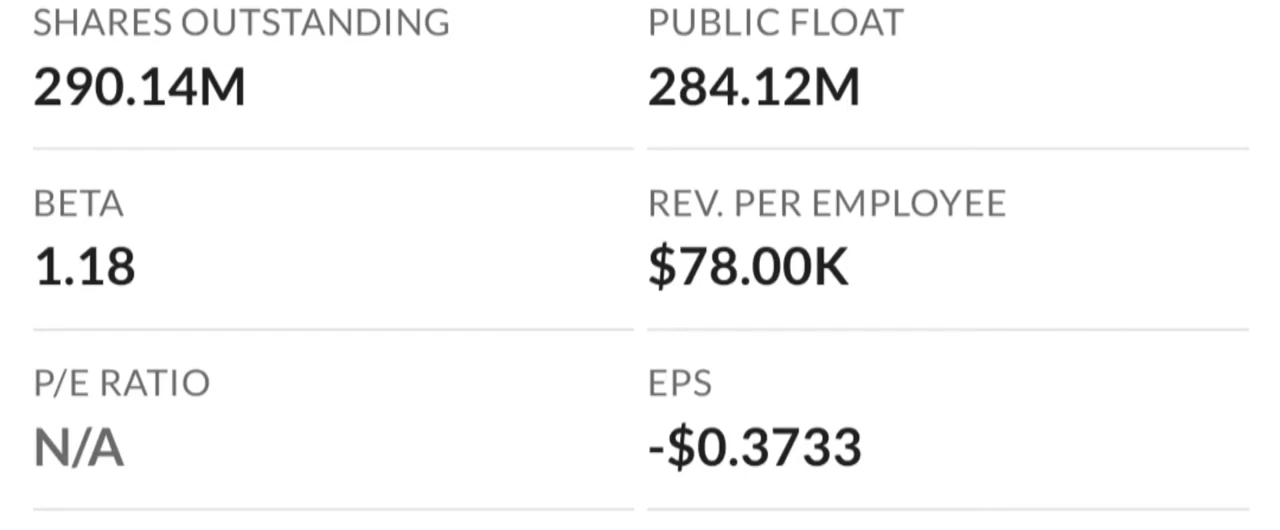 SHARES OUTSTANDING
290.14M
PUBLIC FLOAT
284.12M
BETA
1.18
REV. PER EMPLOYEE
$78.00K
P/E RATIO
N/A
EPS
-$0.3733